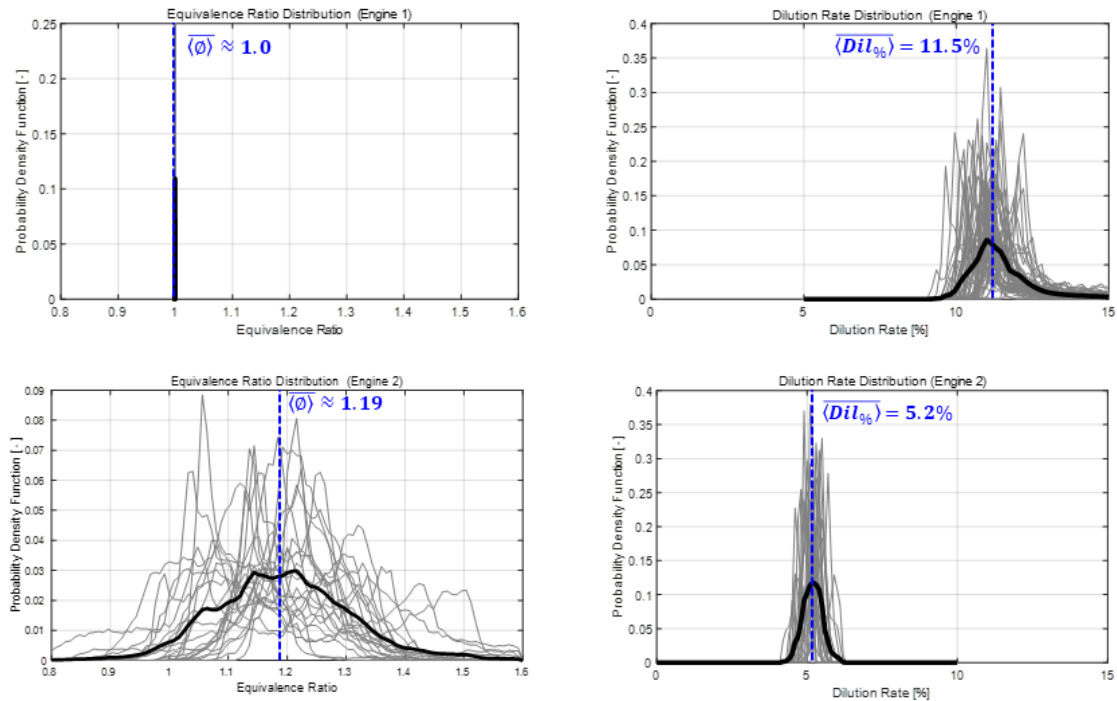 Equivalence Ratio Distribution (Engine 1)
⟨∅⟩ ≈ 1.0
0.25
0.2
0.15
0.1
0.05
0
0.8 0.9 1 1.1 1.2 1.3 1.4 1.5 1.6
Probability Density Function [-]
Equivalence Ratio
Dilution Rate Distribution (Engine 1)
⟨Dil%⟩ = 11.5%
0.4
0.35
0.3
0.25
0.2
0.15
0.1
0.05
0
0 5 10 15
Probability Density Function [-]
Dilution Rate [%]
Equivalence Ratio Distribution (Engine 2)
⟨∅⟩ ≈ 1.19
0.09
0.08
0.07
0.06
0.05
0.04
0.03
0.02
0.01
0
0.8 0.9 1 1.1 1.2 1.3 1.4 1.5 1.6
Probability Density Function [-]
Equivalence Ratio
Dilution Rate Distribution (Engine 2)
⟨Dil%⟩ = 5.2%
0.4
0.35
0.3
0.25
0.2
0.15
0.1
0.05
0
0 5 10 15
Probability Density Function [-]
Dilution Rate [%]